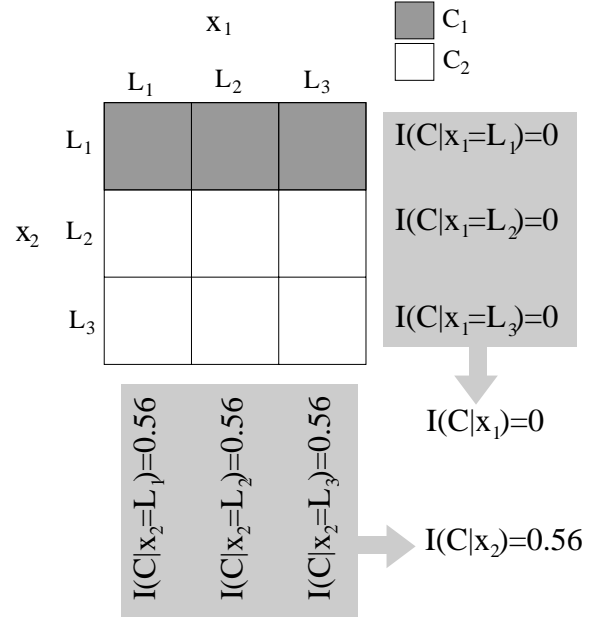 x₁
C₁
C₂
L₁ L₂ L₃
L₁
I(C|x₁=L₁)=0
x₂
L₂
I(C|x₁=L₂)=0
L₃
I(C|x₁=L₃)=0
I(C|x₁)=0
I(C|x₂=L₁)=0.56
I(C|x₂=L₂)=0.56
I(C|x₂=L₃)=0.56
I(C|x₂)=0.56